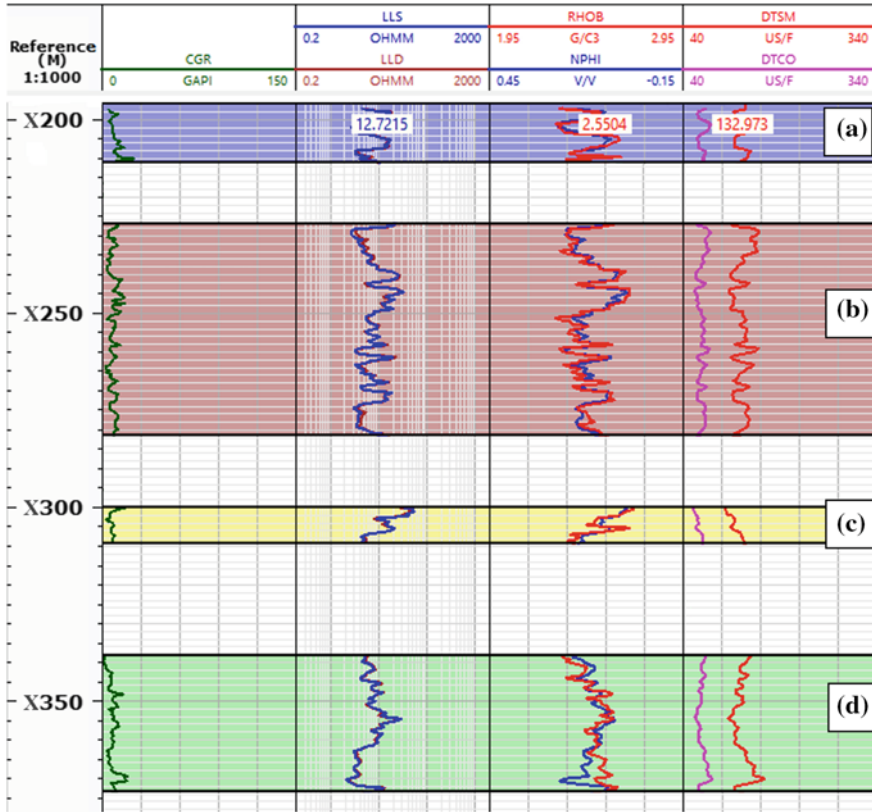 LLS RHOB DTSM
0.2 OHMM 2000 1.95 G/C3 2.95 40 US/F 340
Reference
(M)
1:1000
CGR LLD NPHI DTCO
0 GAPI 150 0.2 OHMM 2000 0.45 V/V -0.15 40 US/F 340
X200 12.7215 2.5504 132.973 (a)
X250 (b)
X300 (c)
X350 (d)